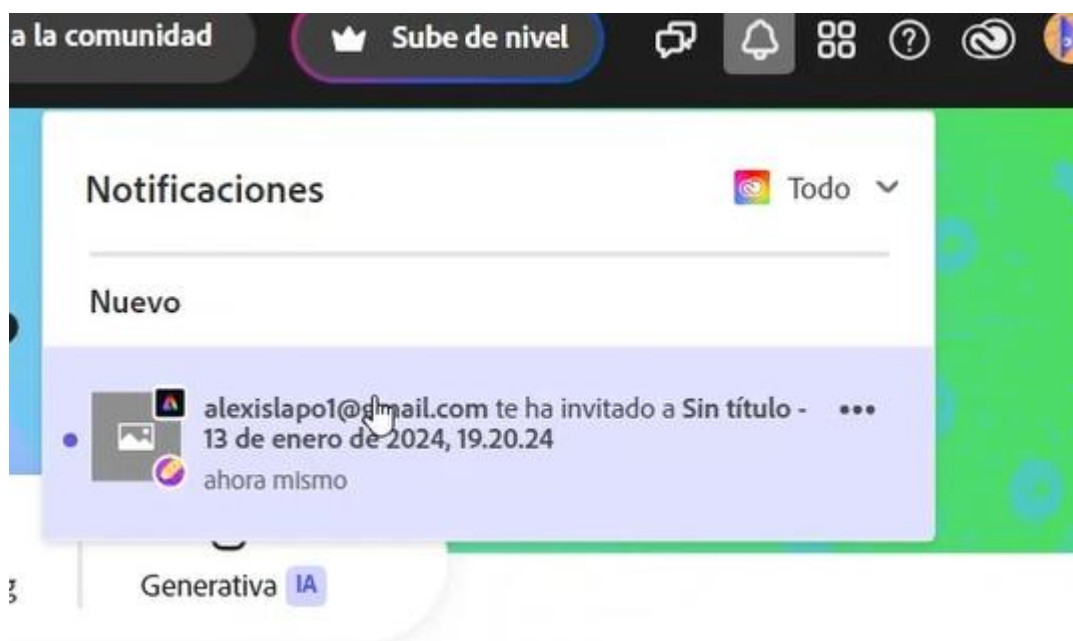 a la comunidad
Sube de nivel
Notificaciones
Todo
Nuevo
alexislapo1@gmail.com te ha invitado a Sin título -
13 de enero de 2024, 19.20.24
ahora mismo
g
Generativa IA